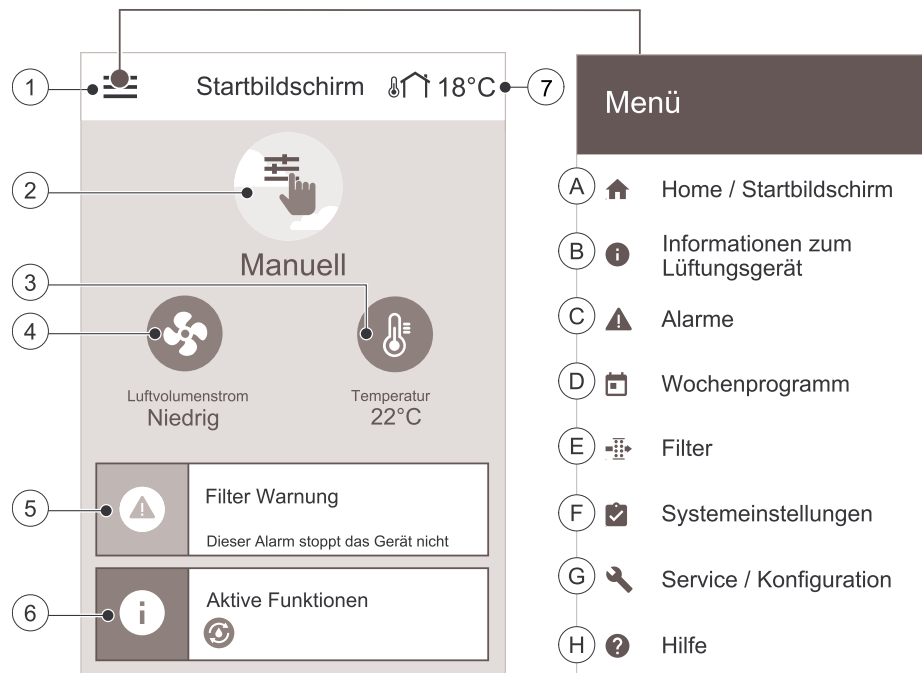 1
Startbildschirm
18°C
7
2
Manuell
3
4
Luftvolumenstrom
Niedrig
Temperatur
22°C
5
Filter Warnung
Dieser Alarm stoppt das Gerät nicht
6
Aktive Funktionen
Menü
A Home / Startbildschirm
B Informationen zum
Lüftungsgerät
C Alarme
D Wochenprogramm
E Filter
F Systemeinstellungen
G Service / Konfiguration
H Hilfe